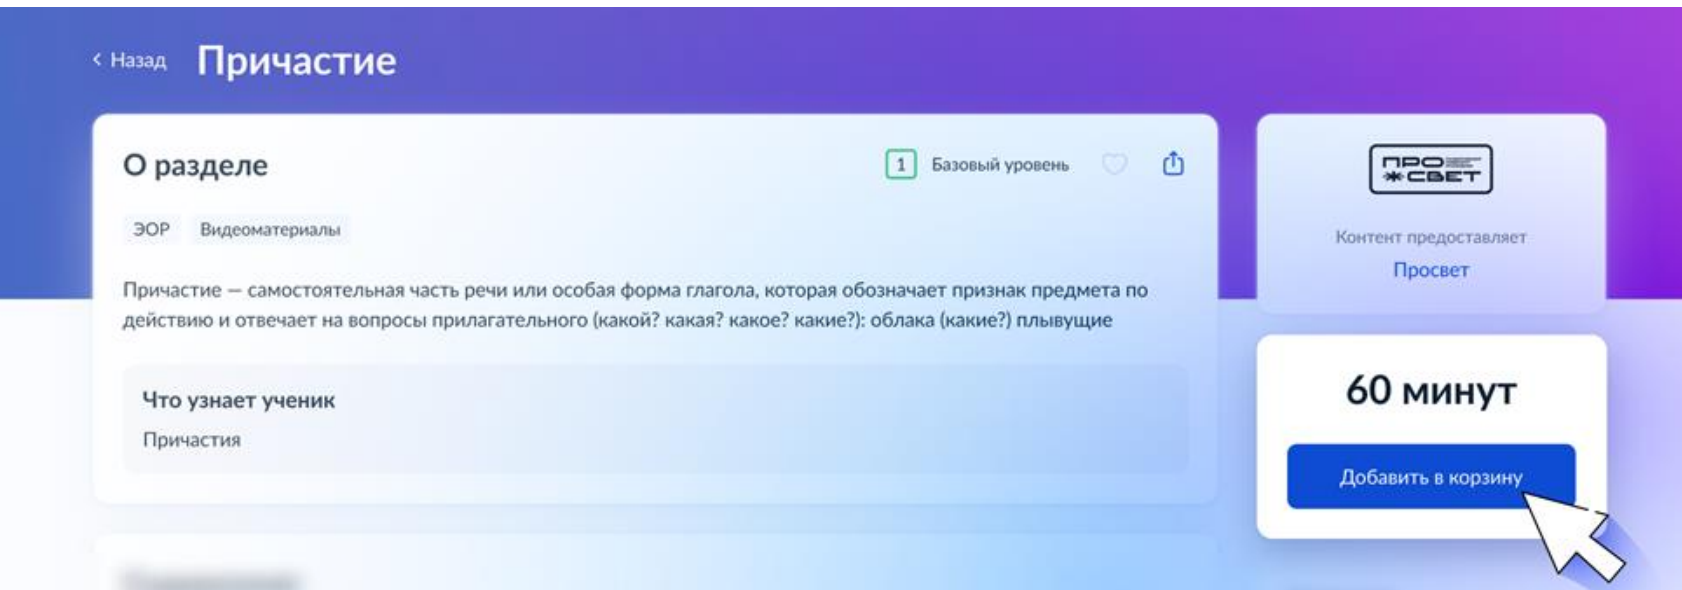 Назад Причастие
О разделе
1 Базовый уровень
ЭОР Видеоматериалы
Причастие — самостоятельная часть речи или особая форма глагола, которая обозначает признак предмета по
действию и отвечает на вопросы прилагательного (какой? какая? какое? какие?): облака (какие?) плывущие
Что узнает ученик
Причастия
ПРО
СВЕТ
Контент предоставляет
Просвет
60 минут
Добавить в корзину